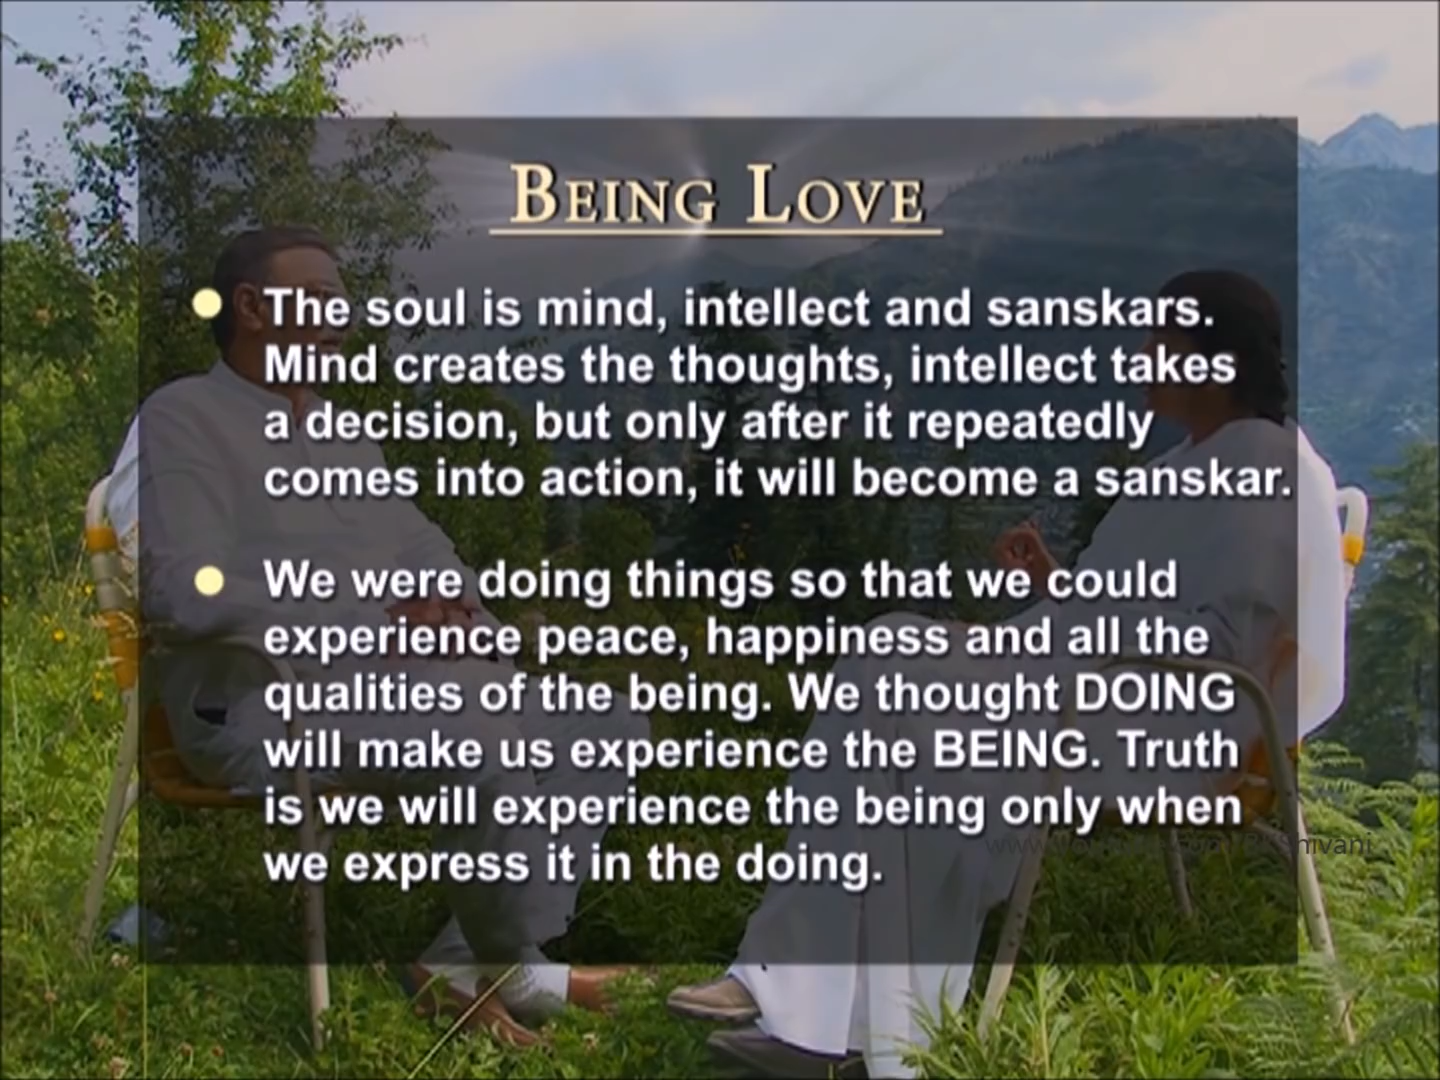 BEING LOVE
The soul is mind, intellect and sanskars.
Mind creates the thoughts, intellect takes
a decision, but only after it repeatedly
comes into action, it will become a sanskar.
We were doing things so that we could
experience peace, happiness and all the
qualities of the being. We thought DOING
will make us experience the BEING. Truth
is we will experience the being only when
we express it in the doing.